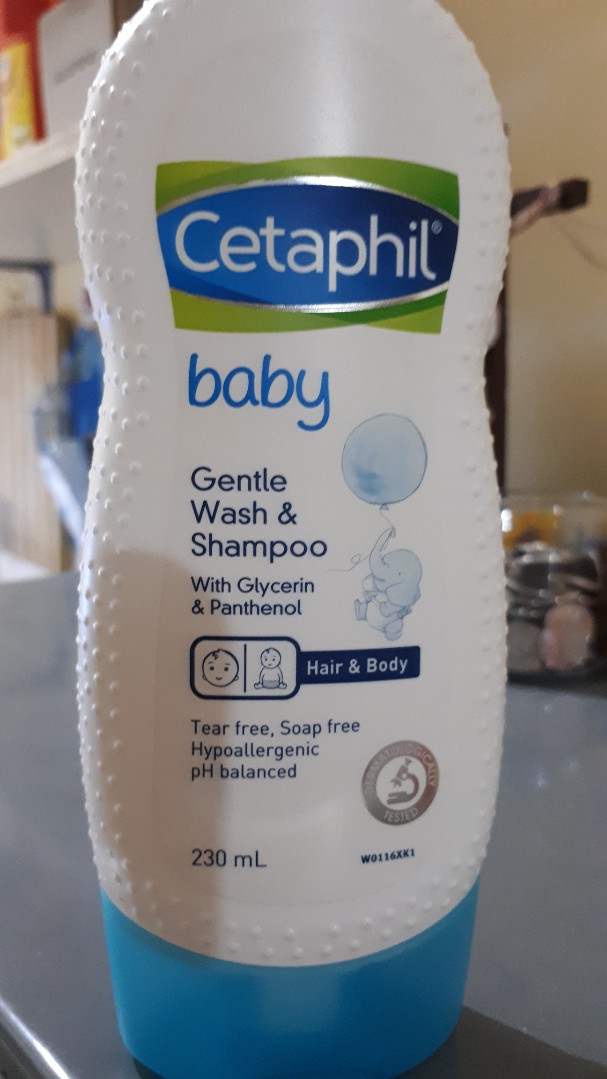 Cetaphil®
baby
Gentle
Wash &
Shampoo
With Glycerin
& Panthenol
Hair & Body
Tear free, Soap free
Hypoallergenic
pH balanced
DERMATOLOGICALLY
TESTED
230 mL
W0116XK1